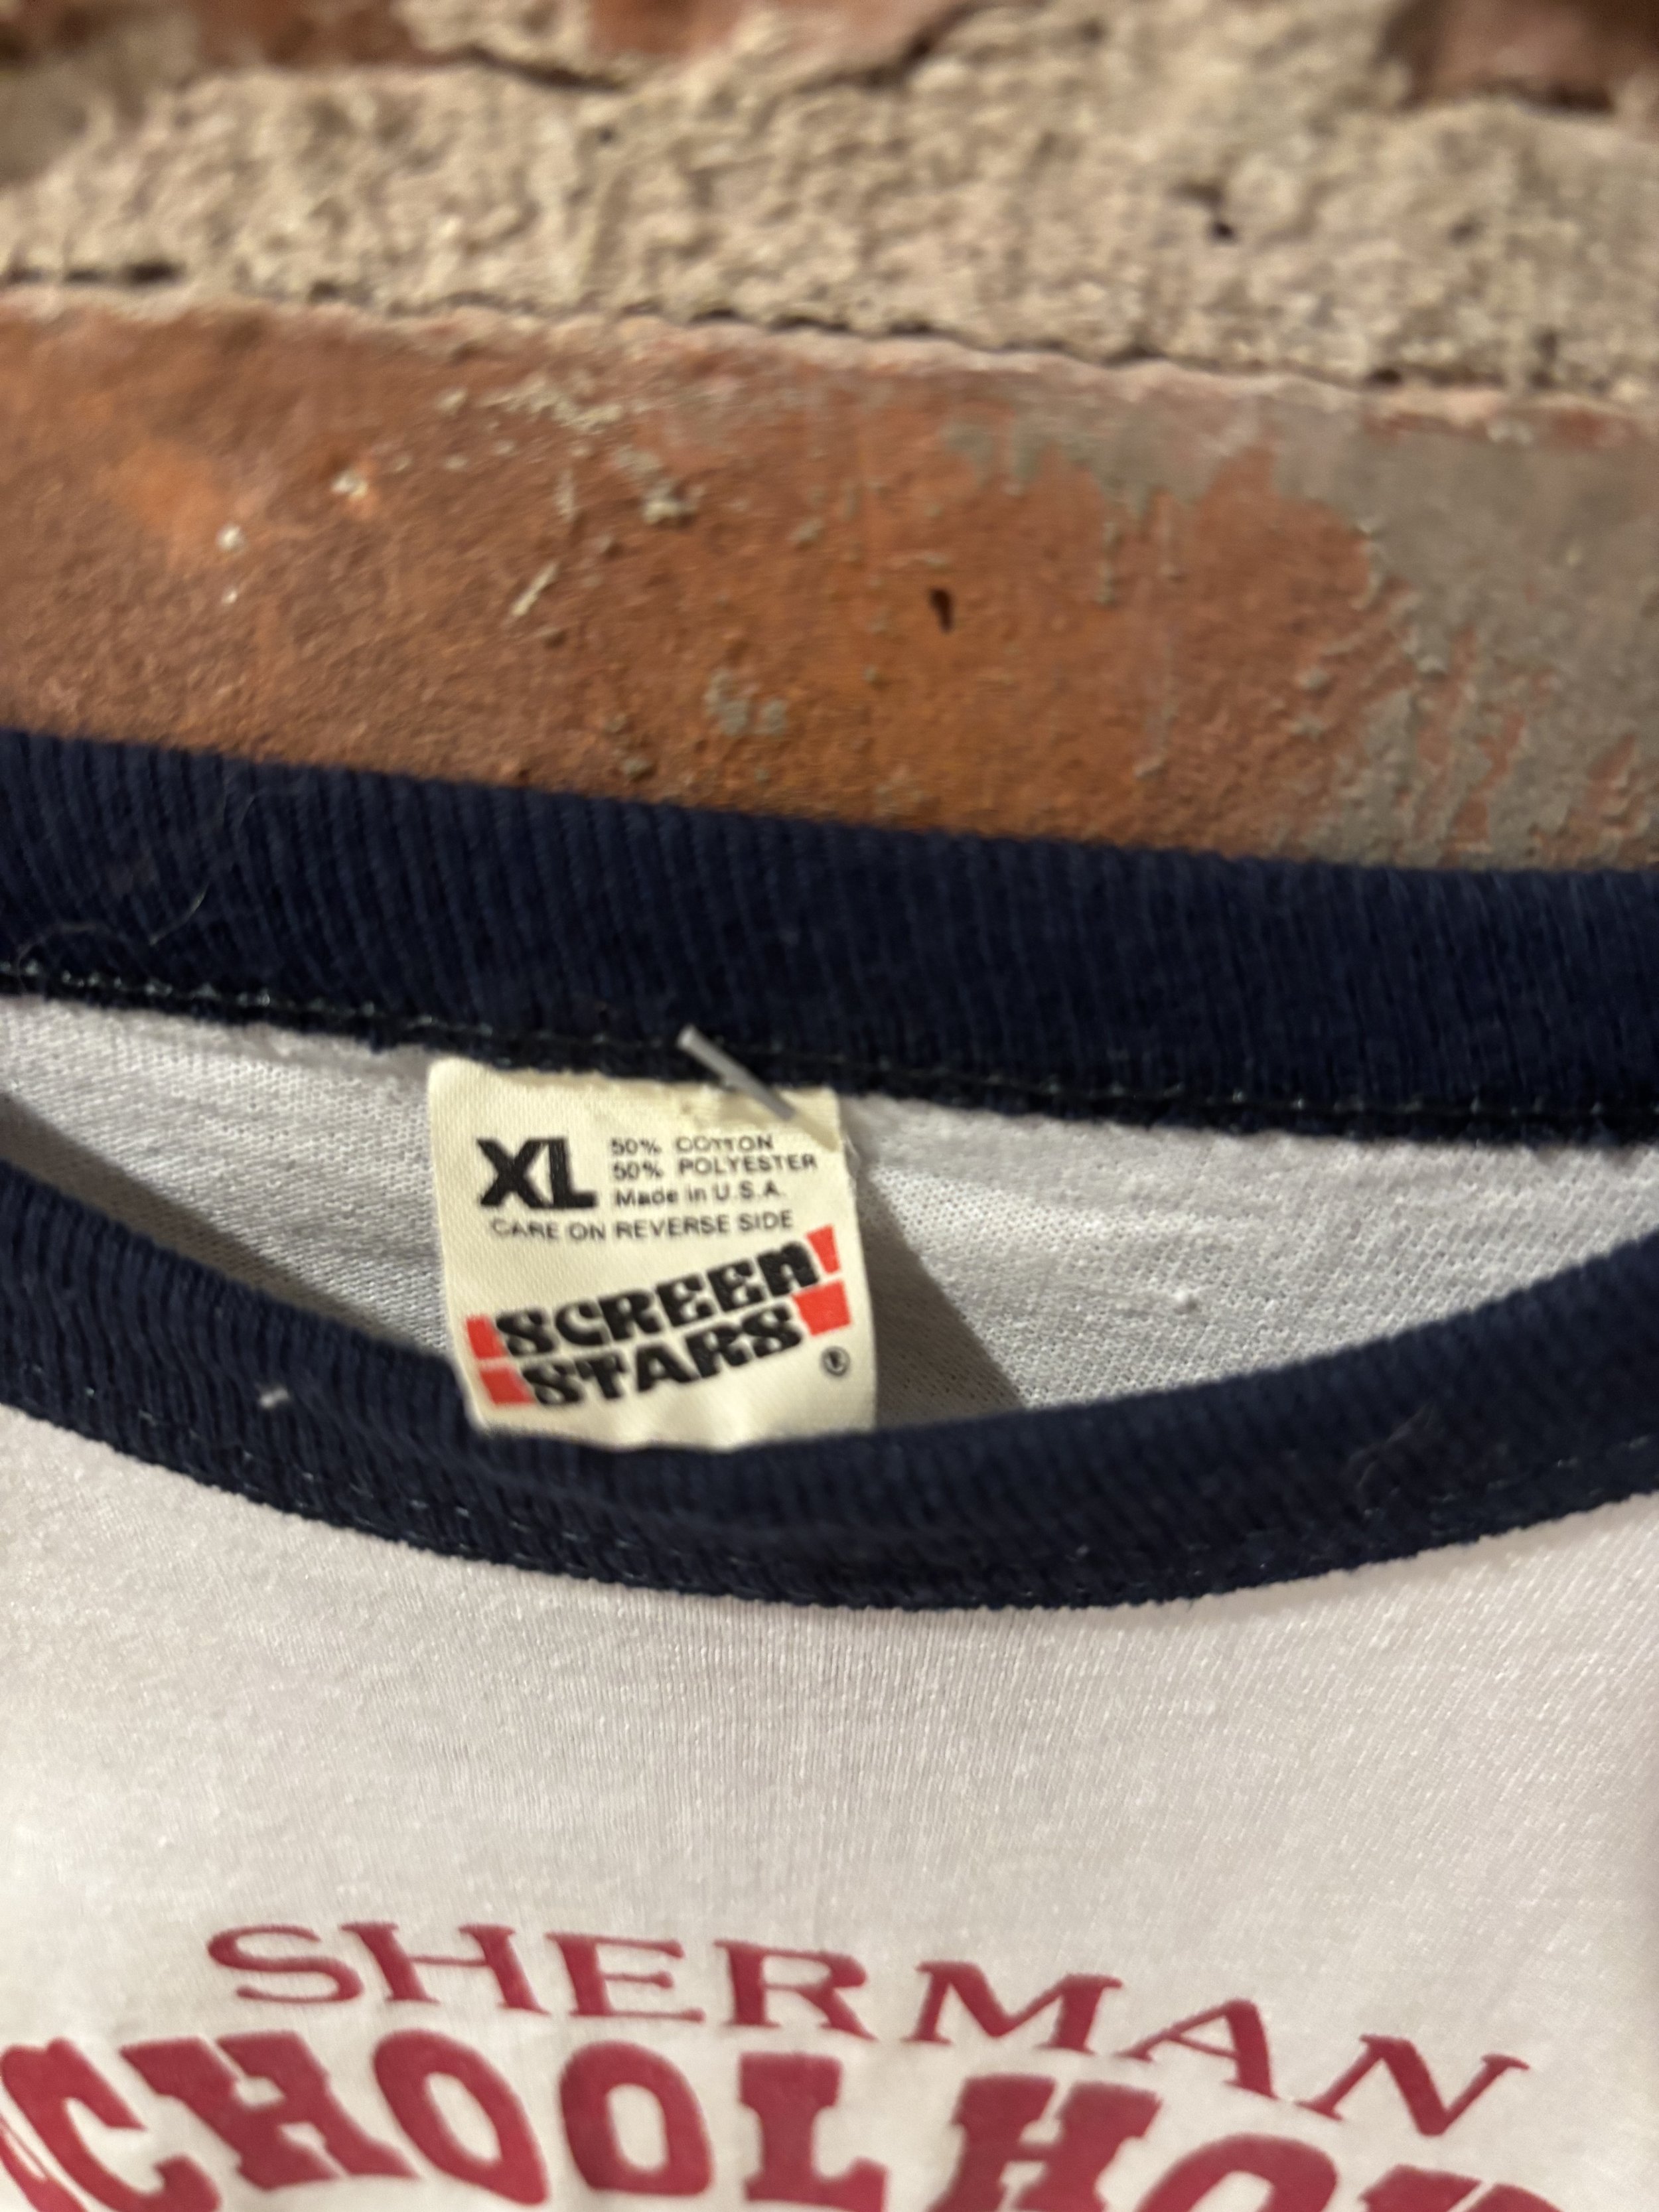 XL
50% COTTON
50% POLYESTER
Made in U.S.A.
CARE ON REVERSE SIDE
SCREEN
STARS
®
SHERMAN